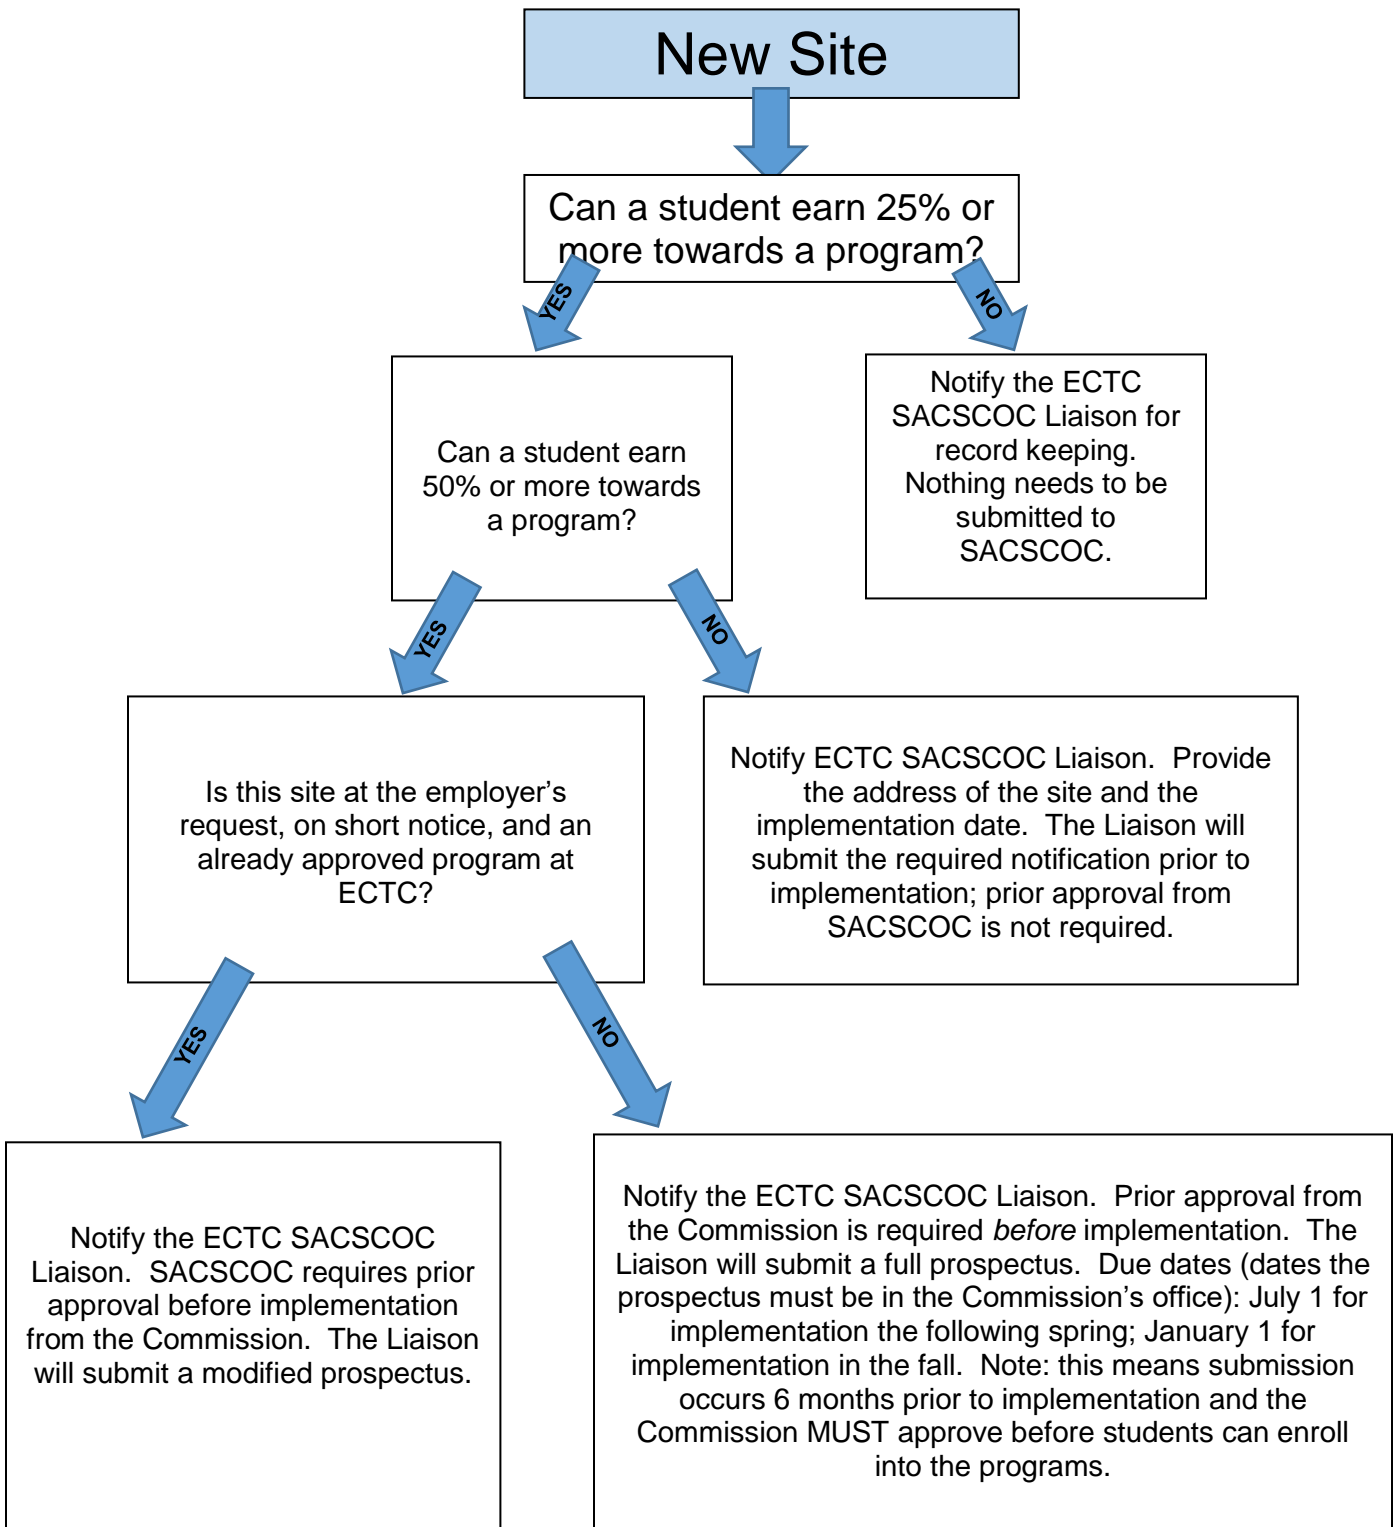 New Site
Can a student earn 25% or
more towards a program?
YES
NO
Can a student earn
50% or more towards
a program?
Notify the ECTC
SACSCOC Liaison for
record keeping.
Nothing needs to be
submitted to
SACSCOC.
YES
NO
Is this site at the employer’s
request, on short notice, and an
already approved program at
ECTC?
Notify ECTC SACSCOC Liaison.  Provide
the address of the site and the
implementation date.  The Liaison will
submit the required notification prior to
implementation; prior approval from
SACSCOC is not required.
YES
NO
Notify the ECTC SACSCOC
Liaison.  SACSCOC requires prior
approval before implementation
from the Commission.  The Liaison
will submit a modified prospectus.
Notify the ECTC SACSCOC Liaison.  Prior approval from
the Commission is required before implementation.  The
Liaison will submit a full prospectus.  Due dates (dates the
prospectus must be in the Commission’s office): July 1 for
implementation the following spring; January 1 for
implementation in the fall.  Note: this means submission
occurs 6 months prior to implementation and the
Commission MUST approve before students can enroll
into the programs.